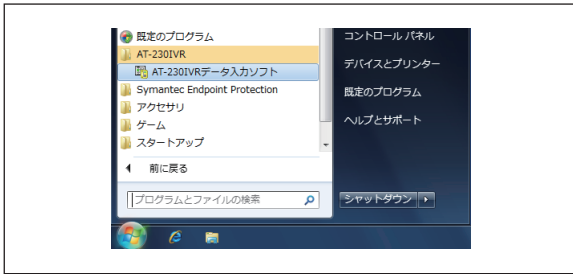 既定のプログラム
AT-230IVR
AT-230IVRデータ入力ソフト
Symantec Endpoint Protection
アクセサリ
ゲーム
スタートアップ
前に戻る
プログラムとファイルの検索
コントロール パネル
デバイスとプリンター
既定のプログラム
ヘルプとサポート
シャットダウン